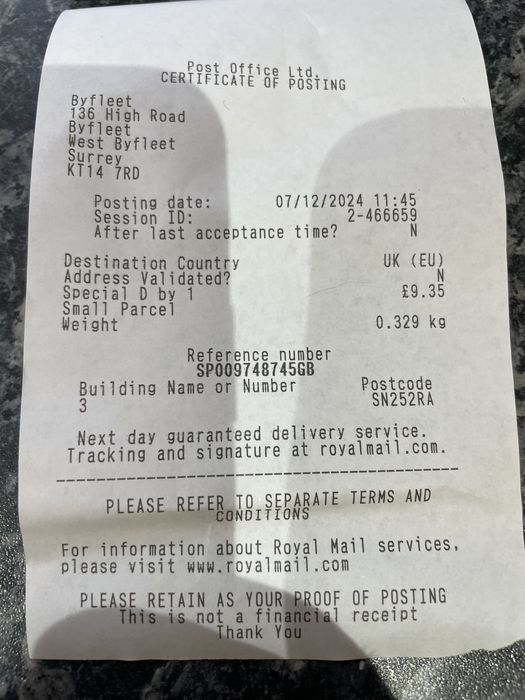 Post Office Ltd.
CERTIFICATE OF POSTING
Byfleet
136 High Road
Byfleet
West Byfleet
Surrey
KT14 7RD
Posting date: 07/12/2024 11:45
Session ID: 2-466659
After last acceptance time? N
Destination Country UK (EU)
Address Validated? N
Special D by 1 £9.35
Small Parcel
Weight 0.329 kg
Reference number
SP009748745GB
Building Name or Number Postcode
3 SN252RA
Next day guaranteed delivery service.
Tracking and signature at royalmail.com.
PLEASE REFER TO SEPARATE TERMS AND
CONDITIONS
For information about Royal Mail services,
please visit www.royalmail.com
PLEASE RETAIN AS YOUR PROOF OF POSTING
This is not a financial receipt
Thank You